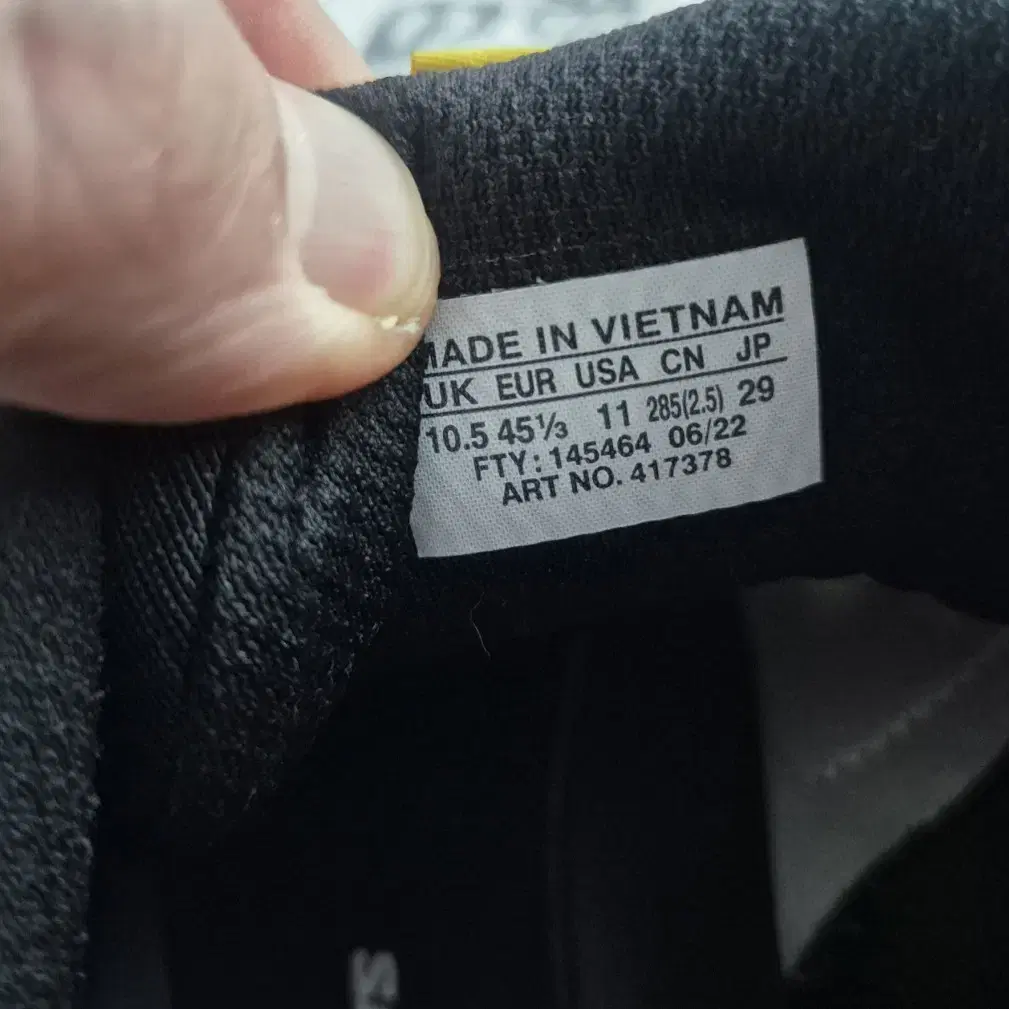 MADE IN VIETNAM
UK EUR USA CN JP
10.5 45⅓ 11 285(2.5) 29
FTY: 145464 06/22
ART NO. 417378
S